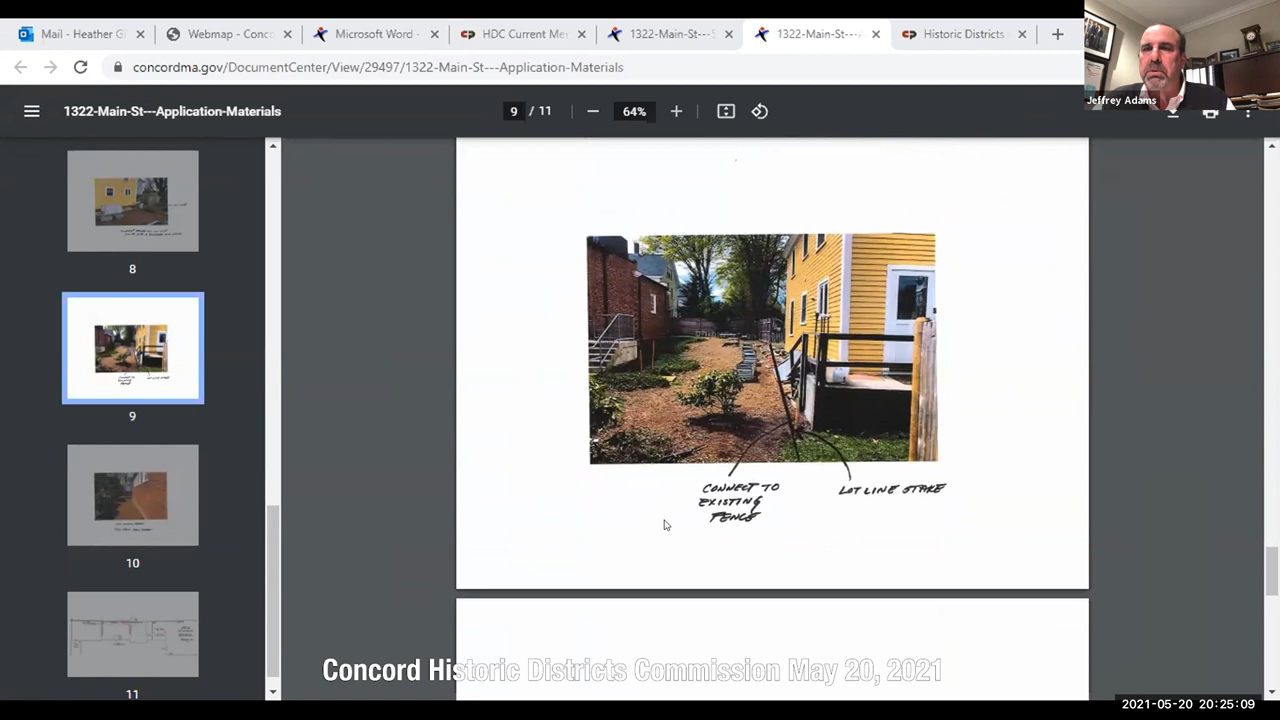 Mail - Heather G
Webmap - Conc
Microsoft Word -
HDC Current Me
1322-Main-St---S
1322-Main-St---
Historic Districts a
concordma.gov/DocumentCenter/View/29497/1322-Main-St---Application-Materials
Jeffrey Adams
1322-Main-St---Application-Materials
9 / 11
64%
8
9
10
11
CONNECT TO
EXISTING
FENCE
LOT LINE STAKE
Concord Historic Districts Commission May 20, 2021
2021-05-20 20:25:09